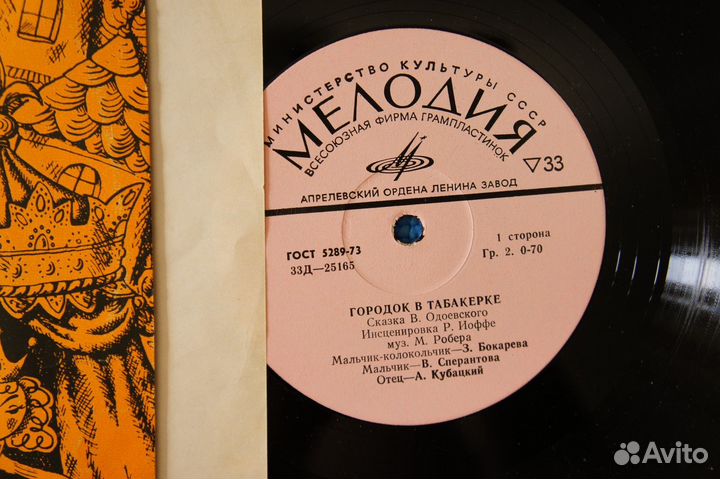 МИНИСТЕРСТВО КУЛЬТУРЫ СССР
МЕЛОДИЯ
ВСЕСОЮЗНАЯ ФИРМА ГРАМПЛАСТИНОК
▽33
АПРЕЛЕВСКИЙ ОРДЕНА ЛЕНИНА ЗАВОД
ГОСТ 5289-73
33Д—25165
1 сторона
Гр. 2. 0-70
ГОРОДОК В ТАБАКЕРКЕ
Сказка В. Одоевского
Инсценировка Р. Иоффе
муз. М. Робера
Мальчик-колокольчик—З. Бокарева
Мальчик—В. Сперантова
Отец—А. Кубацкий
Avito